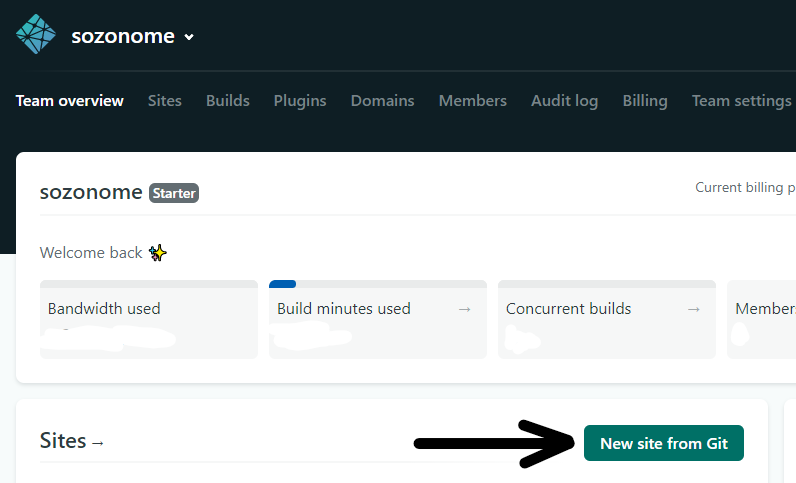 sozonome
Team overview Sites Builds Plugins Domains Members Audit log Billing Team settings
sozonome Starter
Current billing p
Welcome back
Bandwidth used Build minutes used → Concurrent builds → Member
Sites →
New site from Git